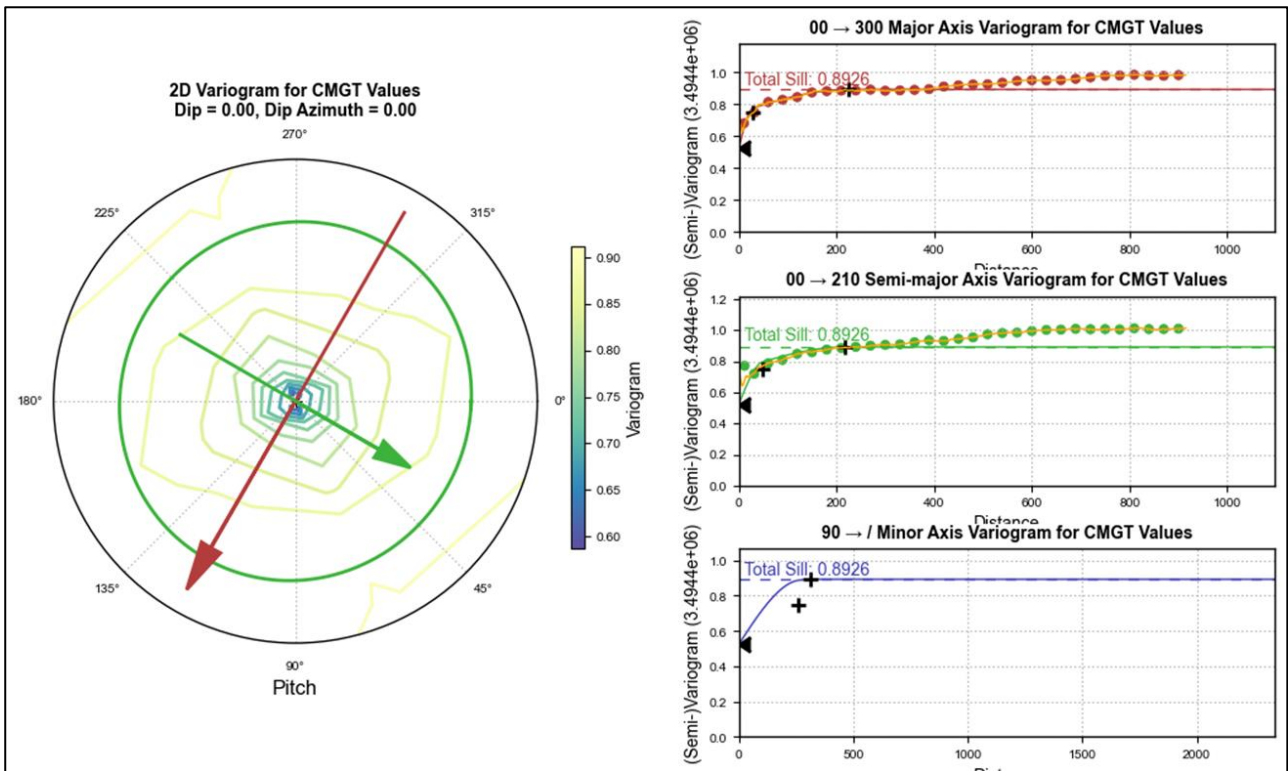 2D Variogram for CMGT Values
Dip = 0.00, Dip Azimuth = 0.00
270°
225°
315°
180°
0°
135°
45°
90°
Pitch
0.90
0.85
0.80
0.75
0.70
0.65
0.60
Variogram
00 → 300 Major Axis Variogram for CMGT Values
(Semi-)Variogram (3.4944e+06)
Total Sill: 0.8926
1.0
0.8
0.6
0.4
0.2
0.0
0 200 400 600 800 1000
Distance
00 → 210 Semi-major Axis Variogram for CMGT Values
(Semi-)Variogram (3.4944e+06)
Total Sill: 0.8926
1.2
1.0
0.8
0.6
0.4
0.2
0.0
0 200 400 600 800 1000
Distance
90 → / Minor Axis Variogram for CMGT Values
(Semi-)Variogram (3.4944e+06)
Total Sill: 0.8926
1.0
0.8
0.6
0.4
0.2
0.0
0 500 1000 1500 2000